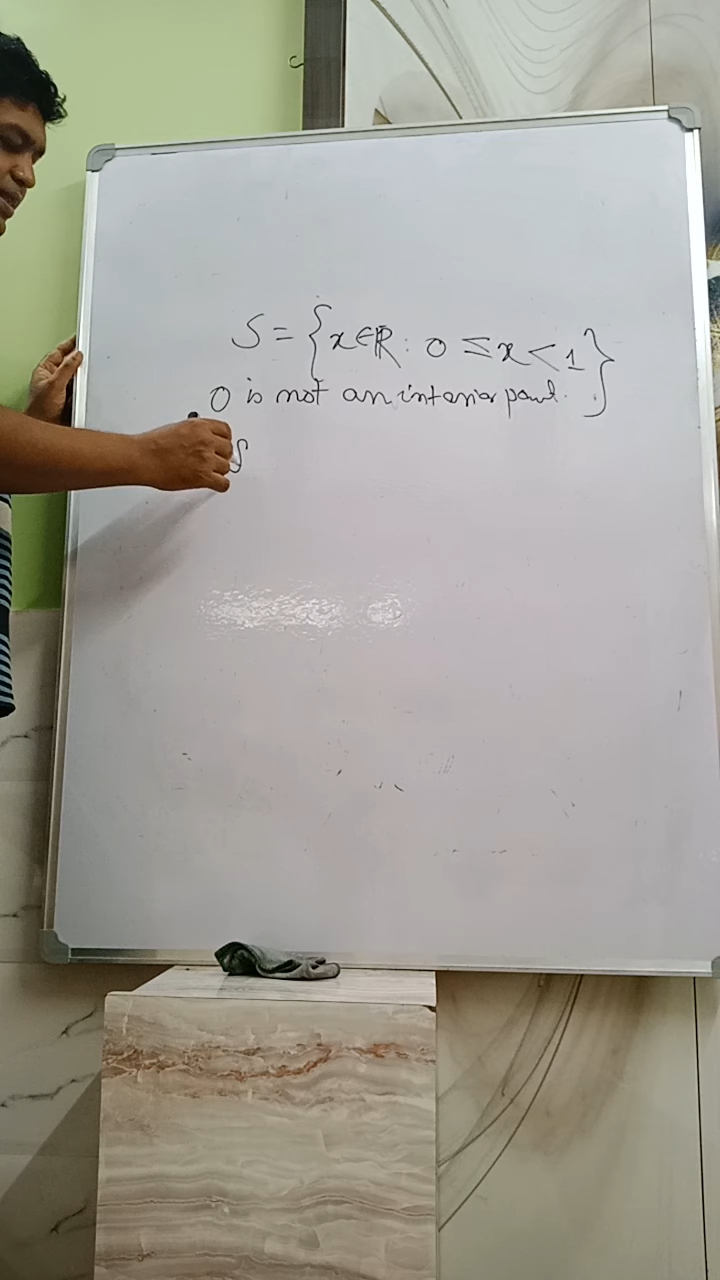 S = {x∈ℝ : 0 ≤ x < 1}
0 is not an interior point.
S